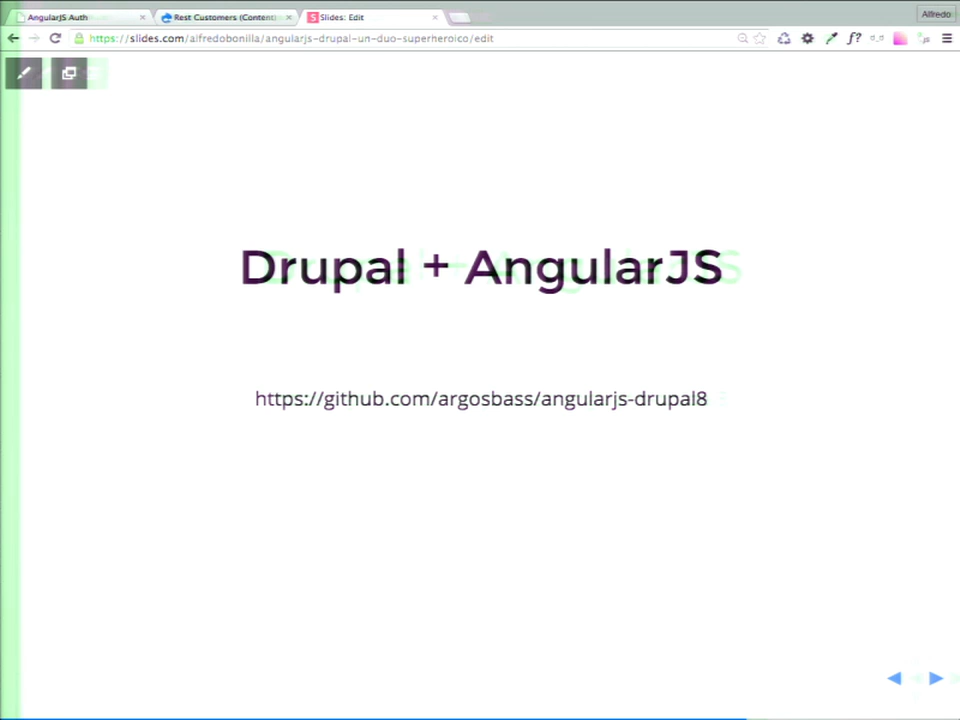 AngularJS Auth
Rest Customers (Content)
Slides: Edit
Alfredo
https://slides.com/alfredobonilla/angularjs-drupal-un-duo-superheroico/edit
f?
Drupal + AngularJS
https://github.com/argosbass/angularjs-drupal8